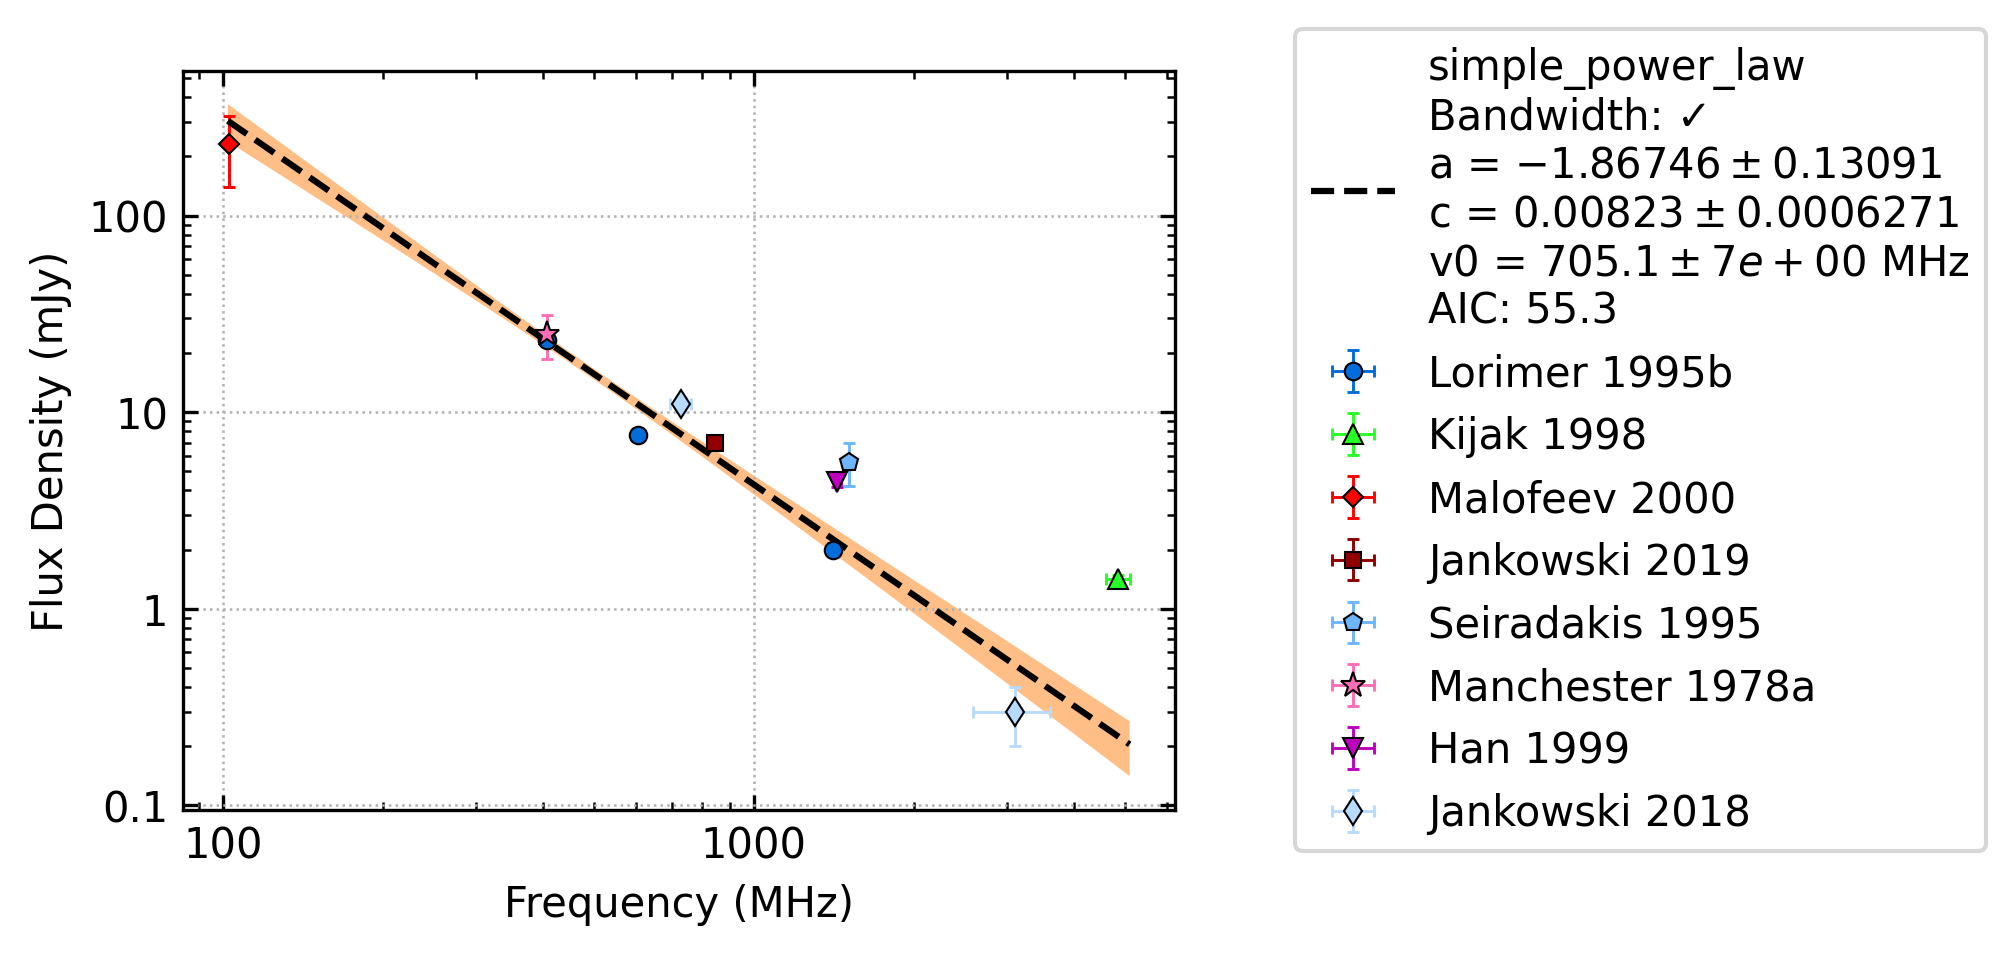 simple_power_law
Bandwidth: ✓
a = −1.86746 ± 0.13091
c = 0.00823 ± 0.0006271
v0 = 705.1 ± 7e + 00 MHz
AIC: 55.3
Lorimer 1995b
Kijak 1998
Malofeev 2000
Jankowski 2019
Seiradakis 1995
Manchester 1978a
Han 1999
Jankowski 2018
Flux Density (mJy)
100
10
1
0.1
100 1000
Frequency (MHz)